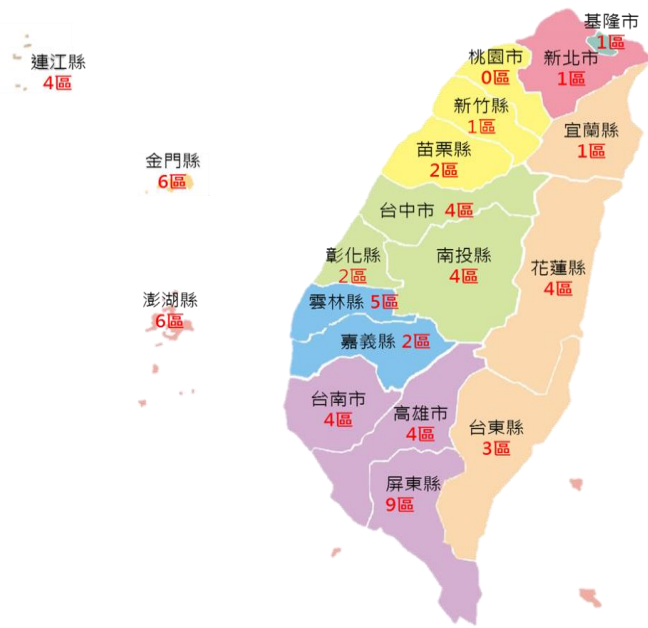 基隆市
1區
連江縣
4區
桃園市
0區
新北市
1區
新竹縣
1區
宜蘭縣
1區
苗栗縣
2區
金門縣
6區
台中市 4區
彰化縣
2區
南投縣
4區
花蓮縣
4區
澎湖縣
6區
雲林縣 5區
嘉義縣 2區
台南市
4區
高雄市
4區
台東縣
3區
屏東縣
9區